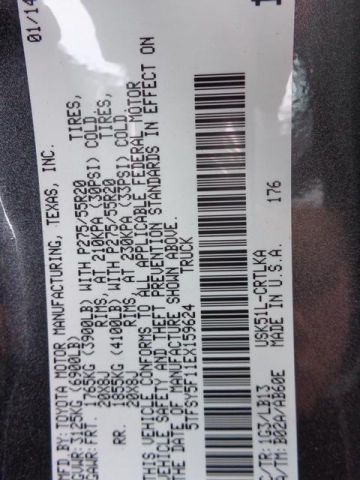 01/14
MFD.BY: TOYOTA MOTOR MANUFACTURING, TEXAS, INC.
GVWR: 3125KG (6900LB)
GAWR: FRT. 1765KG (3900LB) WITH P275/55R20 TIRES,
20X8J RIMS, AT 210KPA (30PSI) COLD
RR. 1855KG (4100LB) WITH P275/55R20 TIRES,
20X8J RIMS, AT 230KPA (33PSI) COLD
THIS VEHICLE CONFORMS TO ALL APPLICABLE FEDERAL MOTOR
VEHICLE SAFETY AND THEFT PREVENTION STANDARDS IN EFFECT ON
THE DATE OF MANUFACTURE SHOWN ABOVE.
5TFSY5F11EX159624 TRUCK
USK51L-CRTLKA 176
C/TR: 1G3/LD13 MADE IN U.S.A.
A/TM: B02A/AB60E